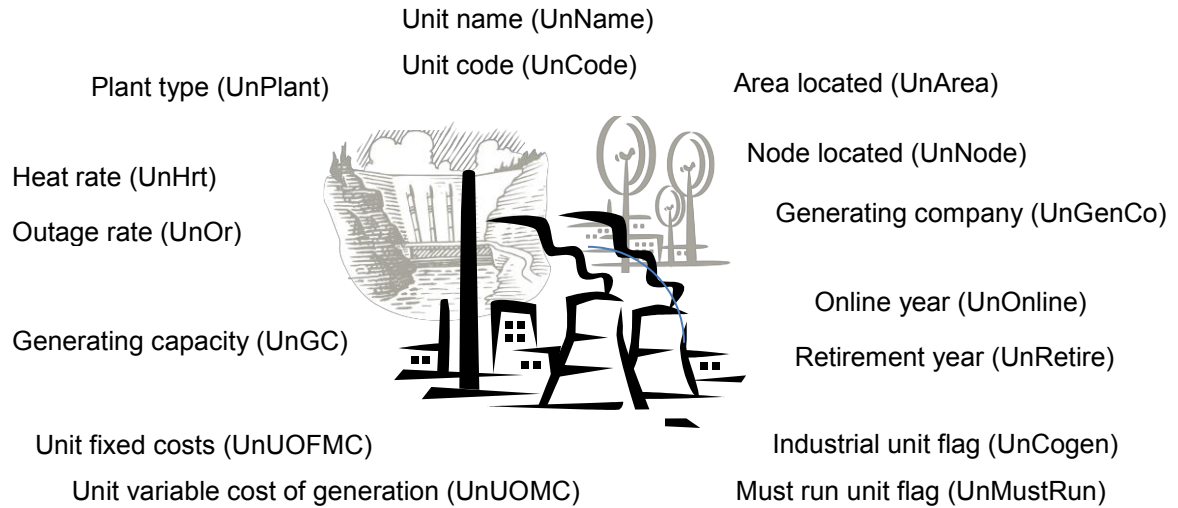 Unit name (UnName)
Unit code (UnCode)
Plant type (UnPlant)
Area located (UnArea)
Node located (UnNode)
Heat rate (UnHrt)
Generating company (UnGenCo)
Outage rate (UnOr)
Online year (UnOnline)
Generating capacity (UnGC)
Retirement year (UnRetire)
Unit fixed costs (UnUOFMC)
Industrial unit flag (UnCogen)
Unit variable cost of generation (UnUOMC)
Must run unit flag (UnMustRun)